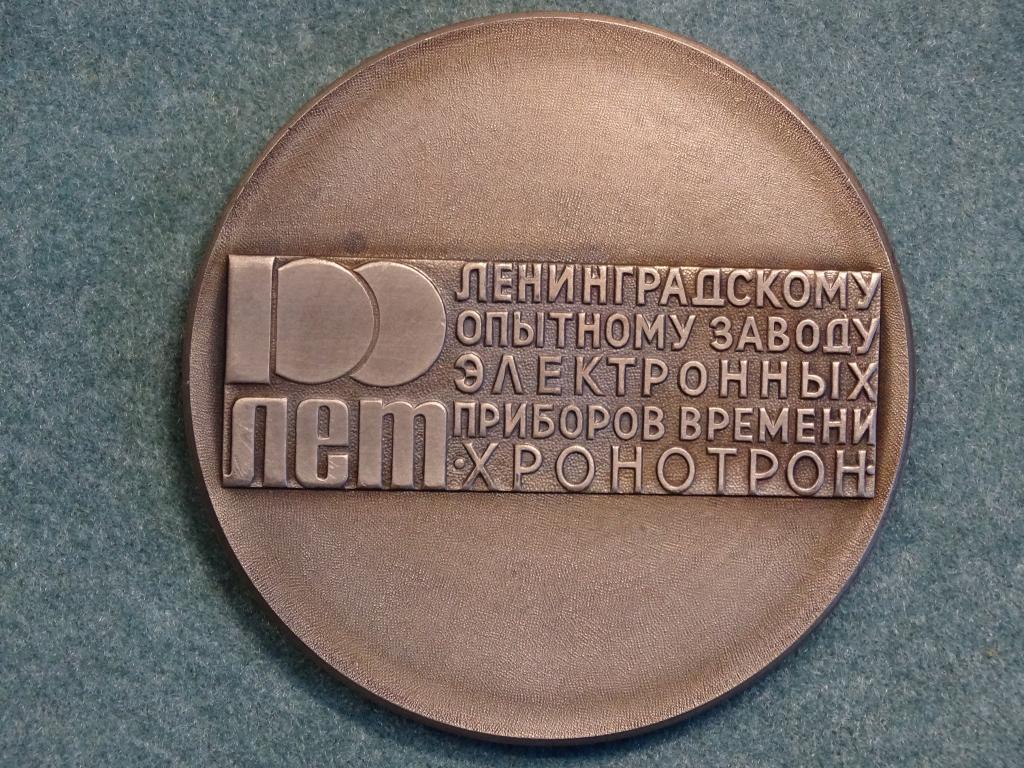 100 лет
ЛЕНИНГРАДСКОМУ
ОПЫТНОМУ ЗАВОДУ
ЭЛЕКТРОННЫХ
ПРИБОРОВ ВРЕМЕНИ
·ХРОНОТРОН·